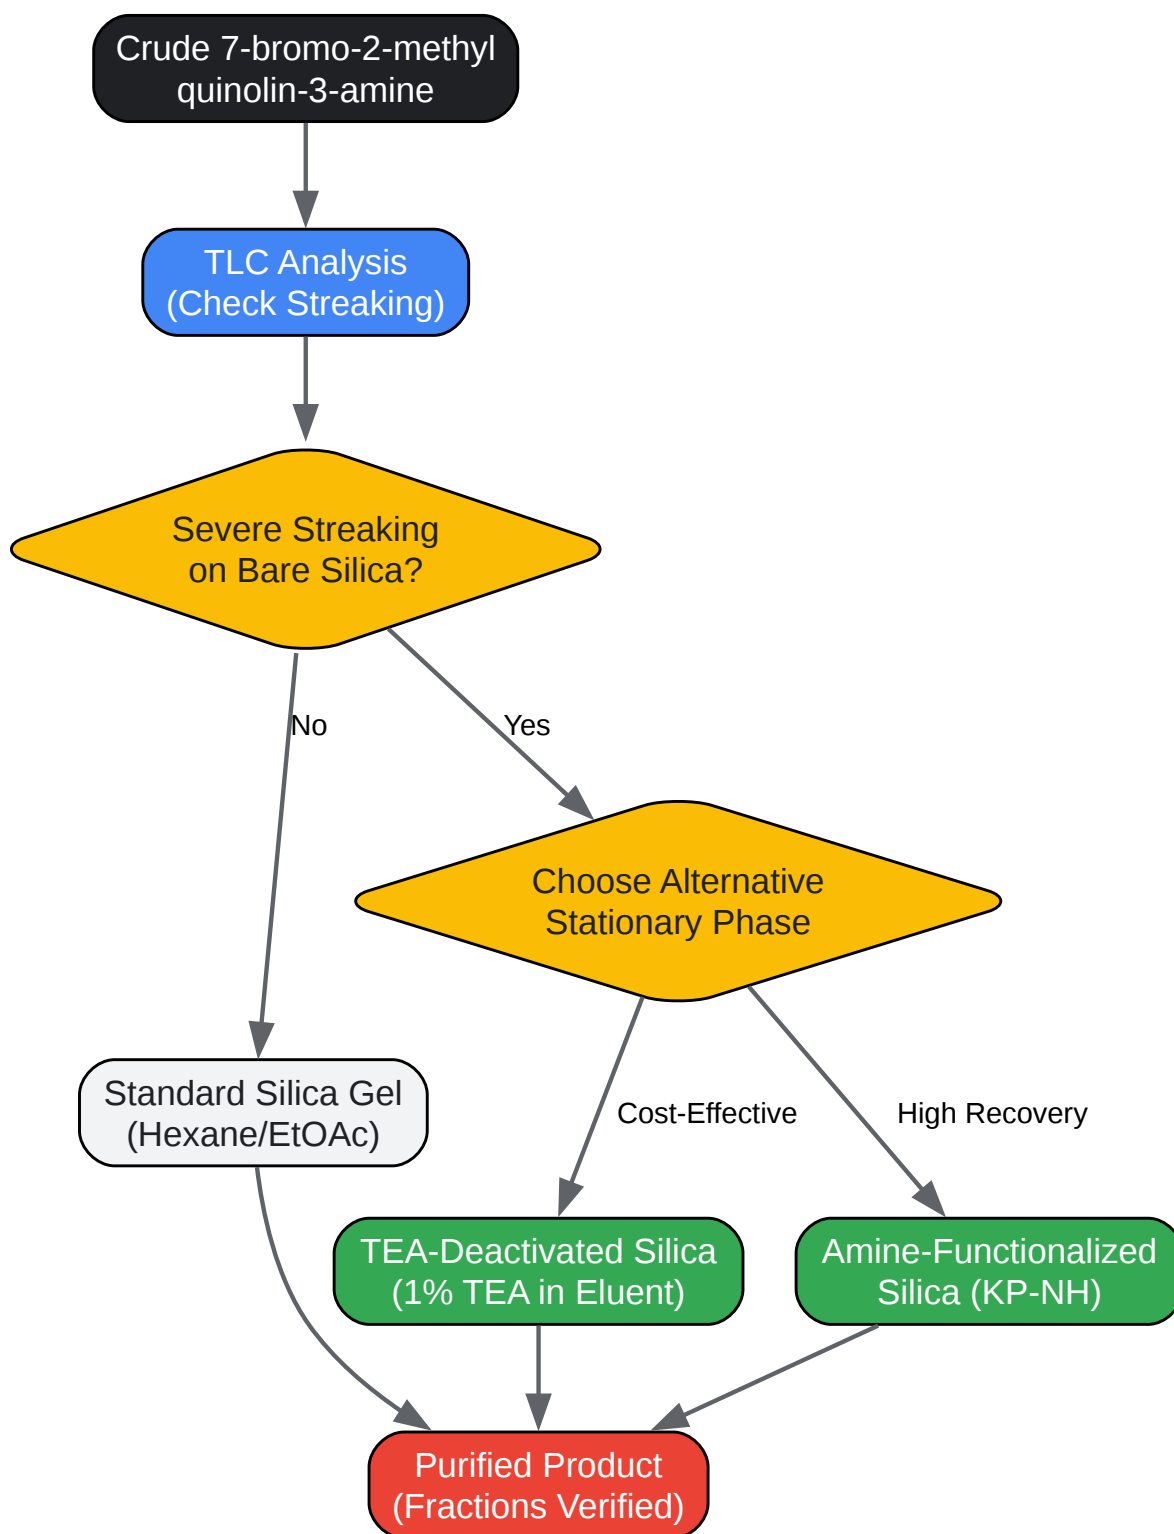 Crude 7-bromo-2-methyl
quinolin-3-amine
TLC Analysis
(Check Streaking)
Severe Streaking
on Bare Silica?
No
Yes
Choose Alternative
Stationary Phase
Standard Silica Gel
(Hexane/EtOAc)
Cost-Effective
High Recovery
TEA-Deactivated Silica
(1% TEA in Eluent)
Amine-Functionalized
Silica (KP-NH)
Purified Product
(Fractions Verified)